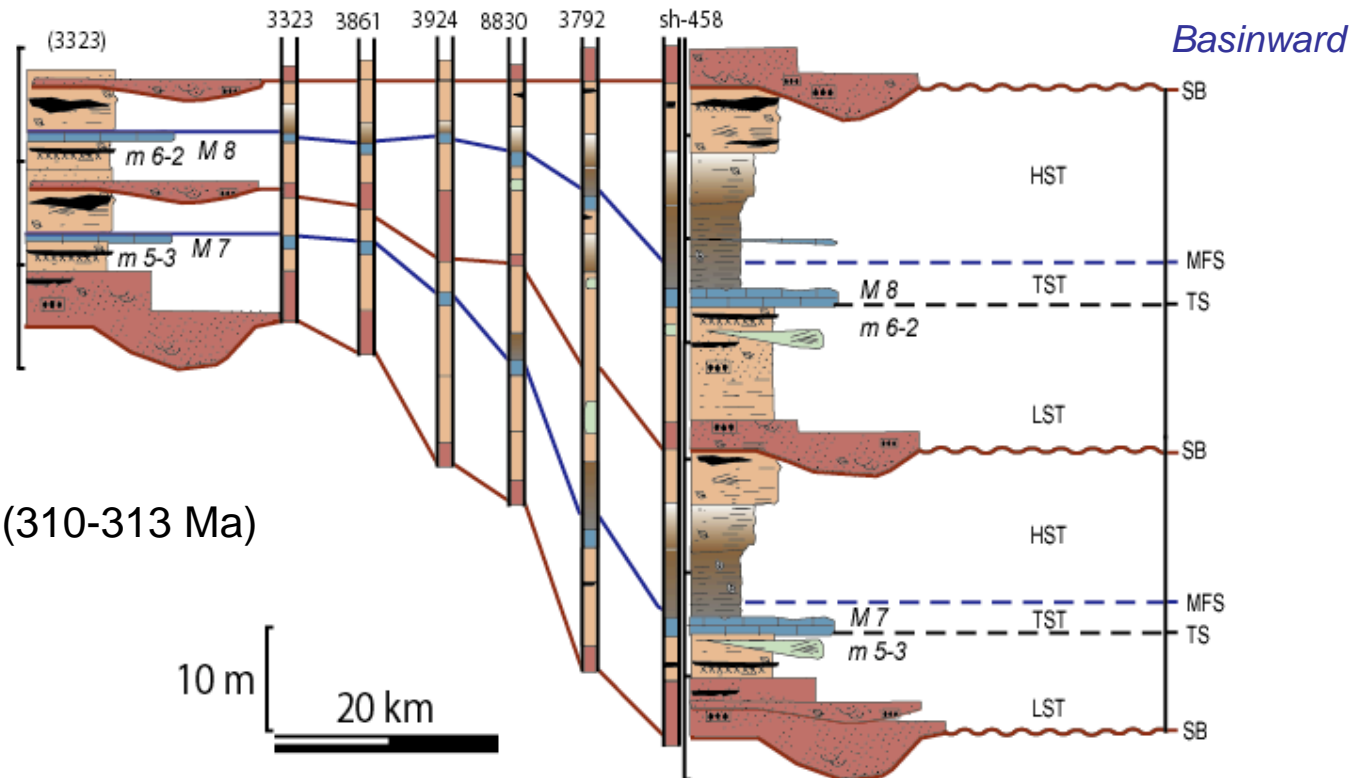 3323 3861 3924 8830 3792 sh-458
(3323)
Basinward
SB
HST
m 6-2 M 8
m 5-3 M 7
MFS
TST
TS
M 8
m 6-2
LST
SB
(310-313 Ma)
HST
MFS
TST
TS
M 7
m 5-3
LST
SB
10 m
20 km